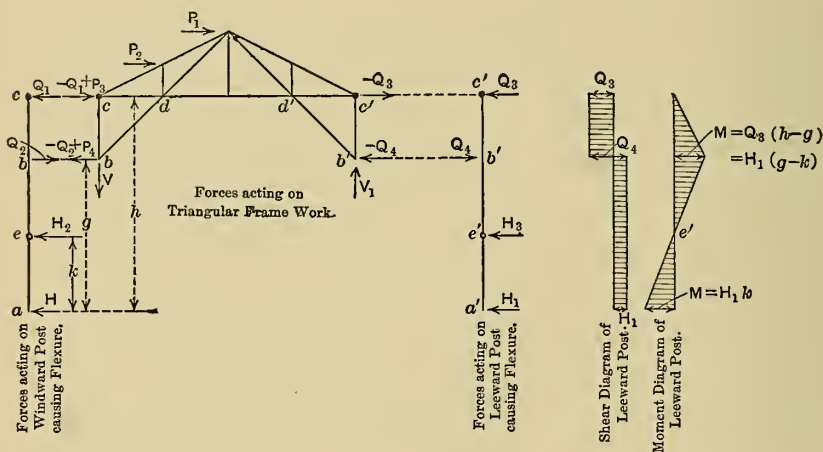 P₁
P₂
c Q₁ -Q₁+P₃
c
d
d'
-Q₃
c'
c' Q₃
Q₂
b
-Q₂+P₄
b
V
b'
-Q₄
V₁
Q₄
b'
Forces acting on
Triangular Frame Work.
h
g
k
e H₂
a H
e' H₃
a' H₁
Forces acting on
Windward Post
causing Flexure.
Forces acting on
Leeward Post
causing Flexure.
Q₃
Q₄
H₁
Shear Diagram of
Leeward Post.
M=Q₃(h-g)
=H₁(g-k)
e'
M=H₁k
Moment Diagram of
Leeward Post.